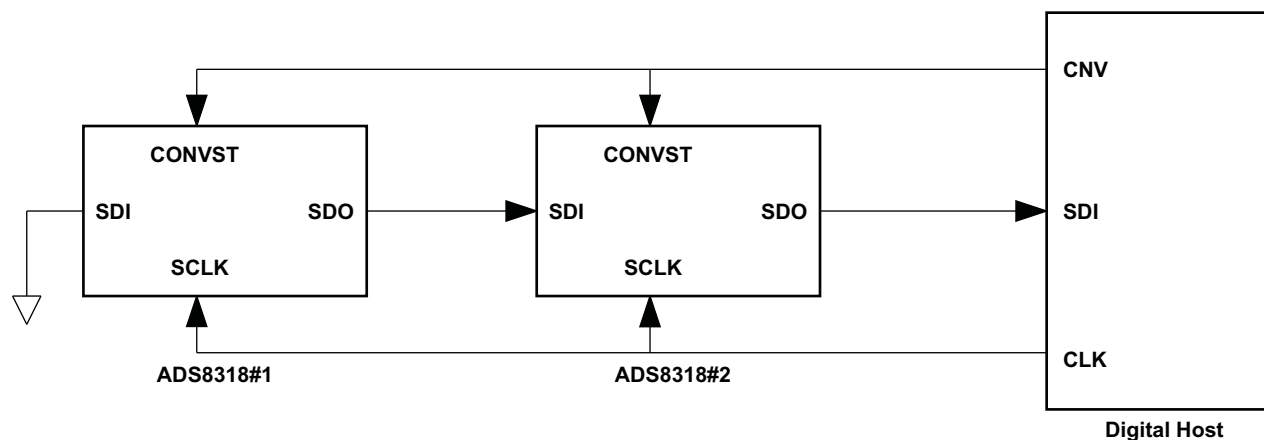 CNV
CONVST
CONVST
SDI
SDO
SDI
SDO
SDI
SCLK
SCLK
CLK
ADS8318#1
ADS8318#2
Digital Host